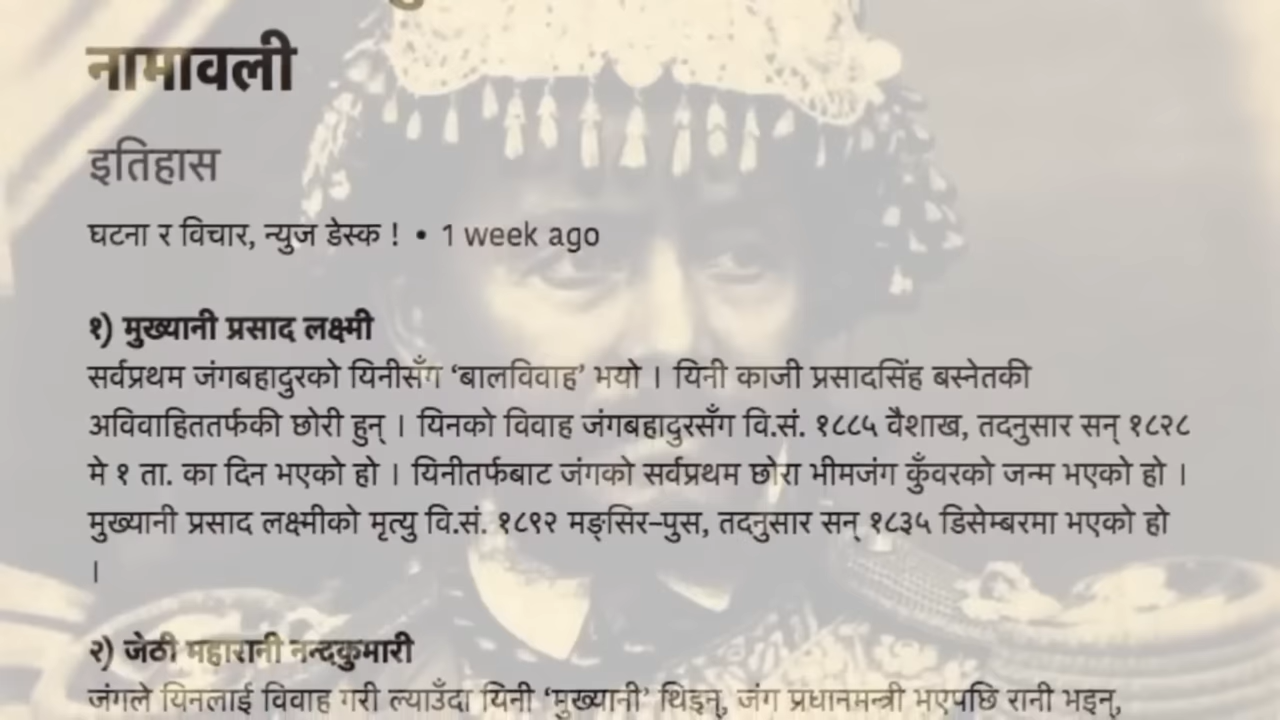 नामावली
इतिहास
घटना र विचार, न्युज डेस्क ! • 1 week ago
१) मुख्यानी प्रसाद लक्ष्मी
सर्वप्रथम जंगबहादुरको यिनीसँग ‘बालविवाह’ भयो । यिनी काजी प्रसादसिंह बस्नेतकी
अविवाहिततर्फकी छोरी हुन् । यिनको विवाह जंगबहादुरसँग वि.सं. १८८५ वैशाख, तदनुसार सन् १८२८
मे १ ता. का दिन भएको हो । यिनीतर्फबाट जंगको सर्वप्रथम छोरा भीमजंग कुँवरको जन्म भएको हो ।
मुख्यानी प्रसाद लक्ष्मीको मृत्यु वि.सं. १८९२ मङ्सिर–पुस, तदनुसार सन् १८३५ डिसेम्बरमा भएको हो
।
२) जेठी महारानी नन्दकुमारी
जंगले यिनलाई विवाह गरी ल्याउँदा यिनी ‘मुख्यानी’ थिइन्, जंग प्रधानमन्त्री भएपछि रानी भइन्,